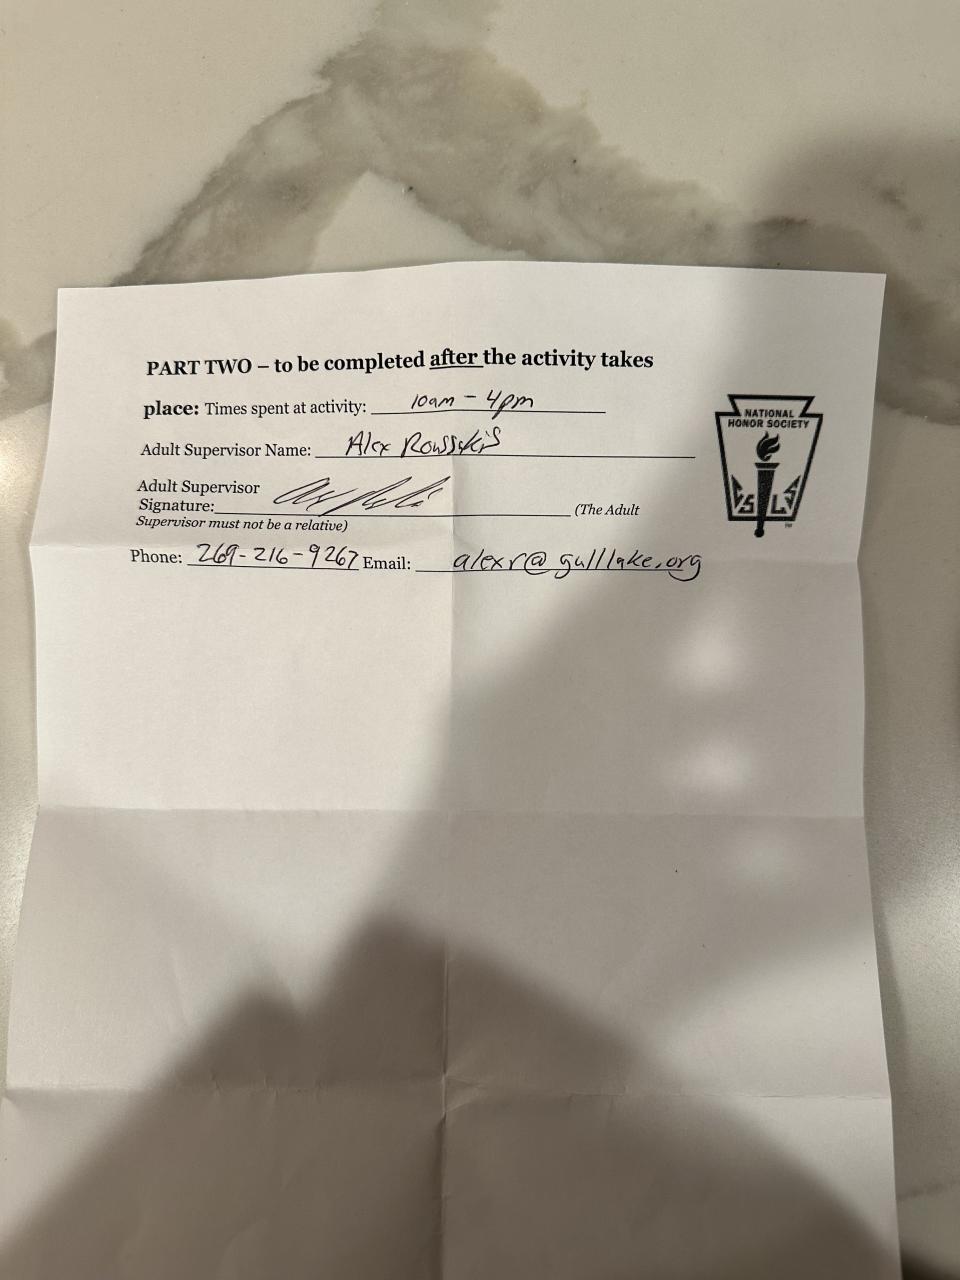 PART TWO – to be completed after the activity takes
place: Times spent at activity: 10am - 4pm
Adult Supervisor Name: Alex
Adult Supervisor
Signature: (The Adult
Supervisor must not be a relative)
Phone: 269-216-9267 Email: alexr@gulllake.org
NATIONAL
HONOR SOCIETY
C S L S
TM